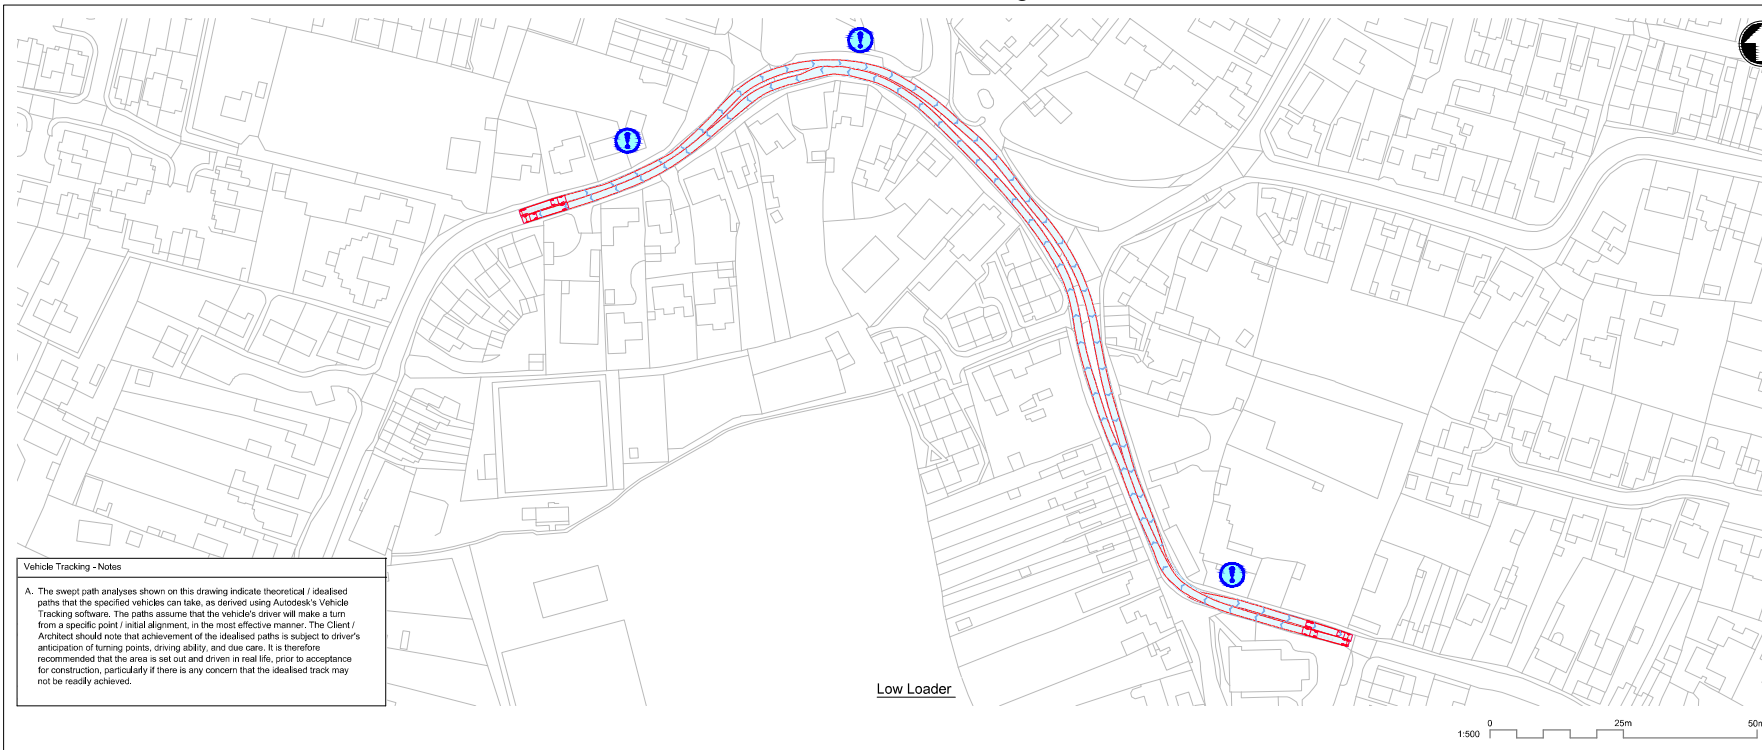 Vehicle Tracking - Notes
A. The swept path analyses shown on this drawing indicate theoretical / idealised
paths that the specified vehicles can take, as derived using Autodesk's Vehicle
Tracking software. The paths assume that the vehicle's driver will make a turn
from a specific point / initial alignment, in the most effective manner. The Client /
Architect should note that achievement of the idealised paths is subject to driver's
anticipation of turning points, driving ability, and due care. It is therefore
recommended that the area is set out and driven in real life, prior to acceptance
for construction, particularly if there is any concern that the idealised track may
not be readily achieved.
Low Loader
1:500
0
25m
50m